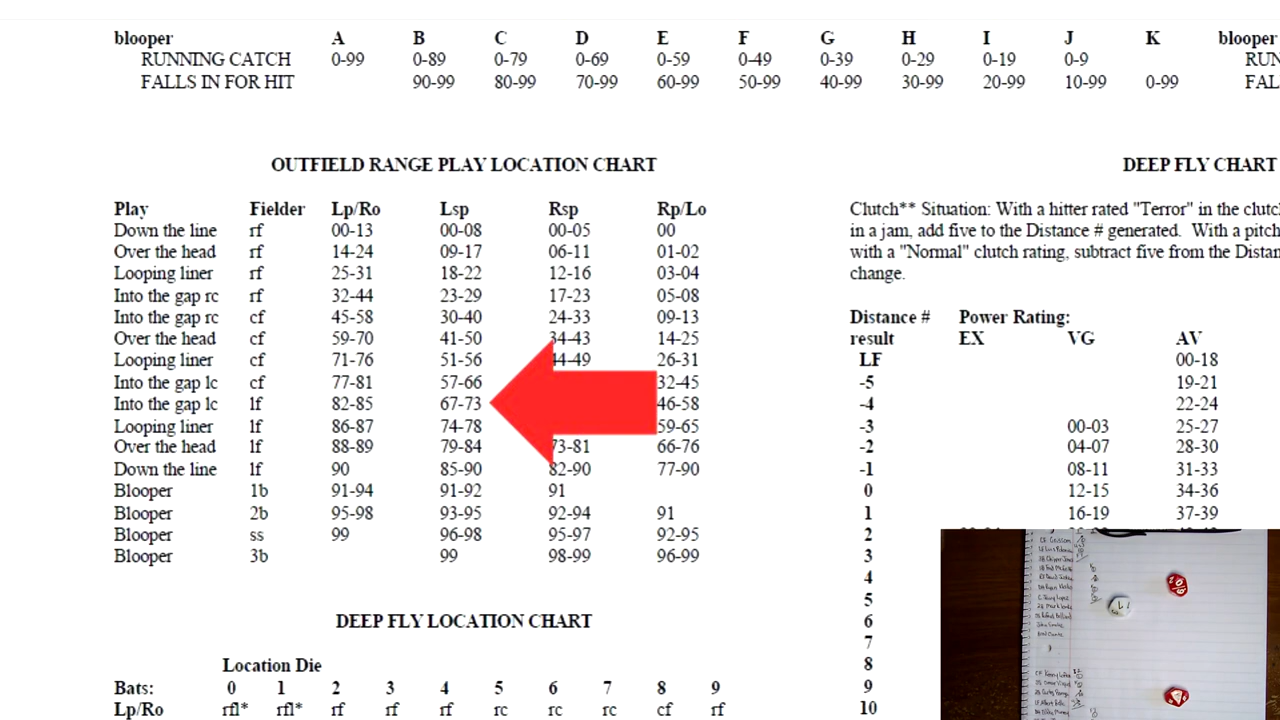 blooper A B C D E F G H I J K blooper
RUNNING CATCH 0-99 0-89 0-79 0-69 0-59 0-49 0-39 0-29 0-19 0-9 RUN
FALLS IN FOR HIT 90-99 80-99 70-99 60-99 50-99 40-99 30-99 20-99 10-99 0-99 FAL
OUTFIELD RANGE PLAY LOCATION CHART
Play Fielder Lp/Ro Lsp Rsp Rp/Lo
Down the line rf 00-13 00-08 00-05 00
Over the head rf 14-24 09-17 06-11 01-02
Looping liner rf 25-31 18-22 12-16 03-04
Into the gap rc rf 32-44 23-29 17-23 05-08
Into the gap rc cf 45-58 30-40 24-33 09-13
Over the head cf 59-70 41-50 34-43 14-25
Looping liner cf 71-76 51-56 44-49 26-31
Into the gap lc cf 77-81 57-66 32-45
Into the gap lc lf 82-85 67-73 46-58
Looping liner lf 86-87 74-78 59-65
Over the head lf 88-89 79-84 73-81 66-76
Down the line lf 90 85-90 82-90 77-90
Blooper 1b 91-94 91-92 91
Blooper 2b 95-98 93-95 92-94 91
Blooper ss 99 96-98 95-97 92-95
Blooper 3b 99 98-99 96-99
DEEP FLY LOCATION CHART
Location Die
Bats: 0 1 2 3 4 5 6 7 8 9
Lp/Ro rfl* rfl* rf rf rf rc rf rc cf rf
DEEP FLY CHART
Clutch** Situation: With a hitter rated "Terror" in the clutc
in a jam, add five to the Distance # generated. With a pitch
with a "Normal" clutch rating, subtract five from the Distan
change.
Distance # Power Rating:
result EX VG AV
LF 00-18
-5 19-21
-4 22-24
-3 00-03 25-27
-2 04-07 28-30
-1 08-11 31-33
0 12-15 34-36
1 16-19 37-39
2
3
4
5
6
7
8
9
10